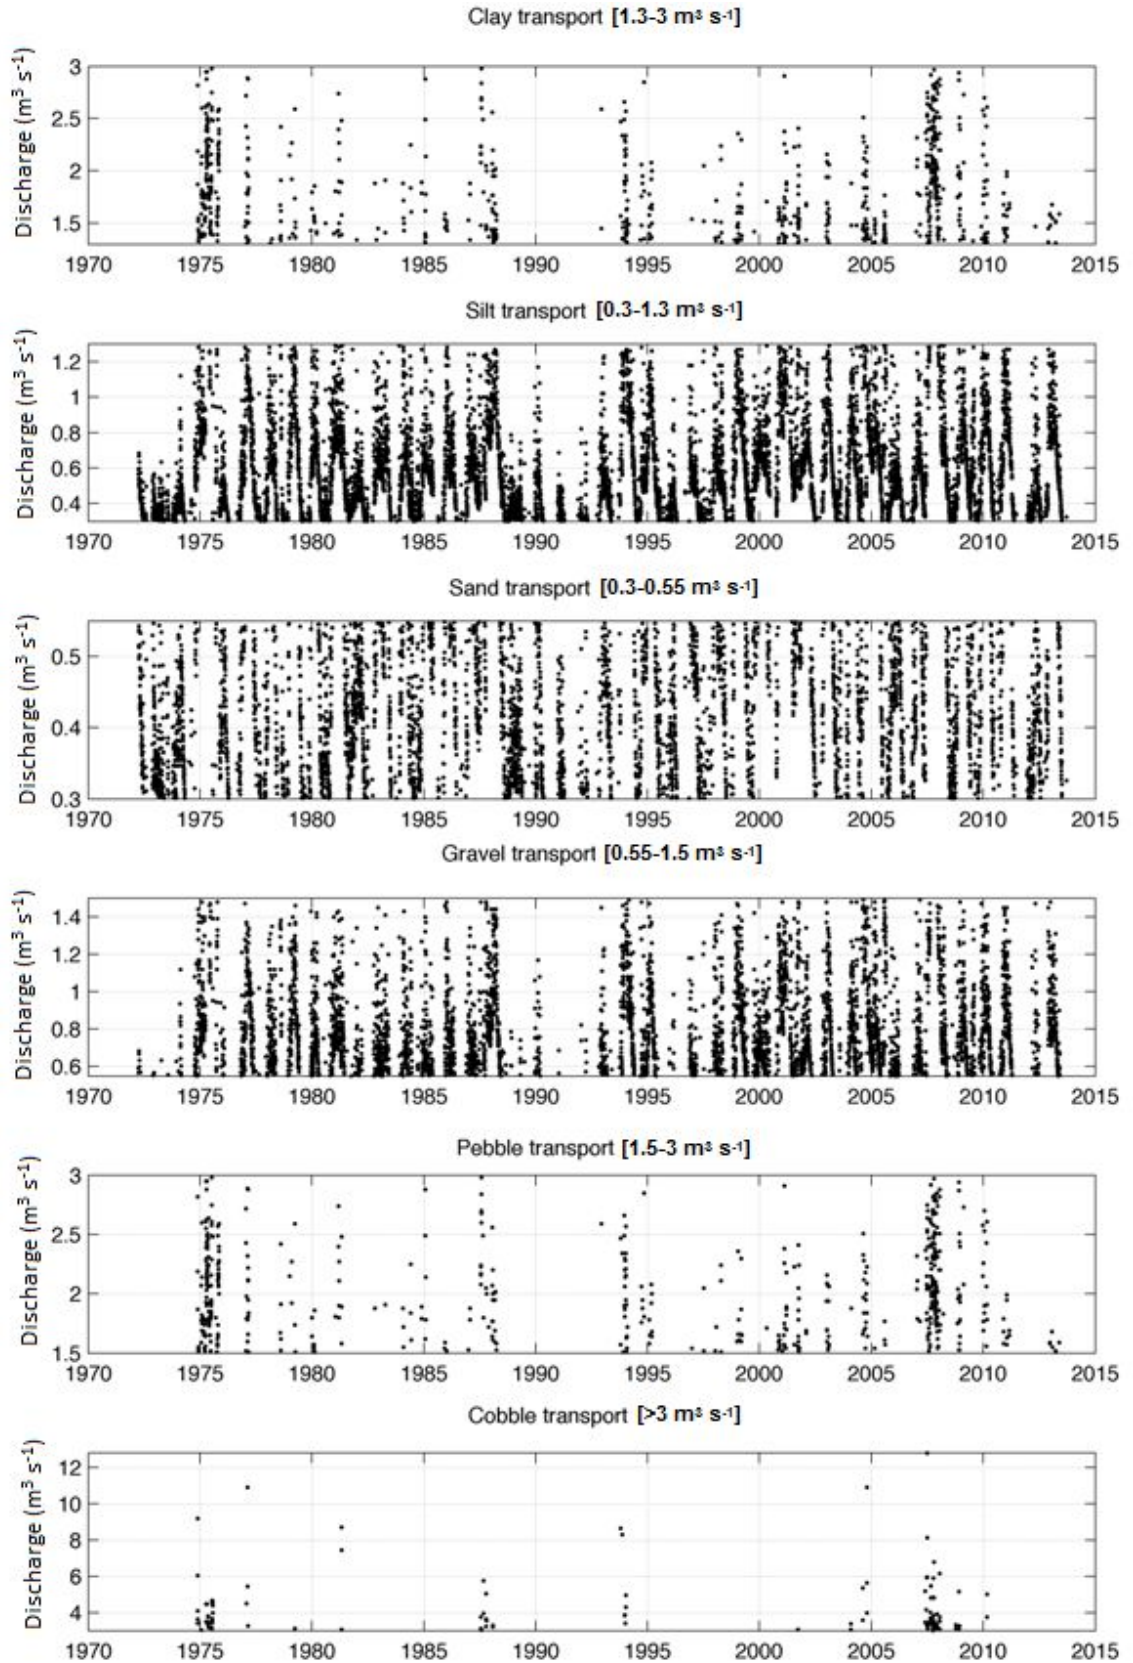 Clay transport [1.3-3 m³ s⁻¹]
Discharge (m³ s⁻¹)
3
2.5
2
1.5
1970 1975 1980 1985 1990 1995 2000 2005 2010 2015
Silt transport [0.3-1.3 m³ s⁻¹]
Discharge (m³ s⁻¹)
1.2
1
0.8
0.6
0.4
1970 1975 1980 1985 1990 1995 2000 2005 2010 2015
Sand transport [0.3-0.55 m³ s⁻¹]
Discharge (m³ s⁻¹)
0.5
0.4
0.3
1970 1975 1980 1985 1990 1995 2000 2005 2010 2015
Gravel transport [0.55-1.5 m³ s⁻¹]
Discharge (m³ s⁻¹)
1.4
1.2
1
0.8
0.6
1970 1975 1980 1985 1990 1995 2000 2005 2010 2015
Pebble transport [1.5-3 m³ s⁻¹]
Discharge (m³ s⁻¹)
3
2.5
2
1.5
1970 1975 1980 1985 1990 1995 2000 2005 2010 2015
Cobble transport [>3 m³ s⁻¹]
Discharge (m³ s⁻¹)
12
10
8
6
4
1970 1975 1980 1985 1990 1995 2000 2005 2010 2015